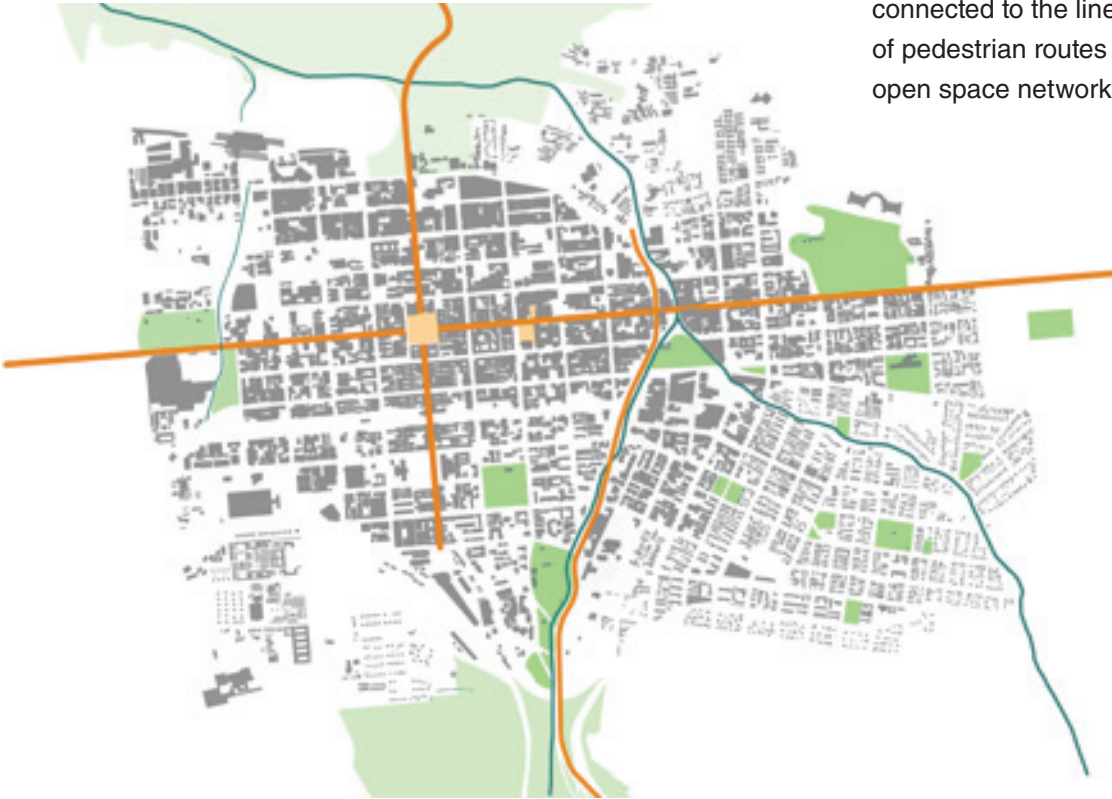 connected to the line
of pedestrian routes
open space network